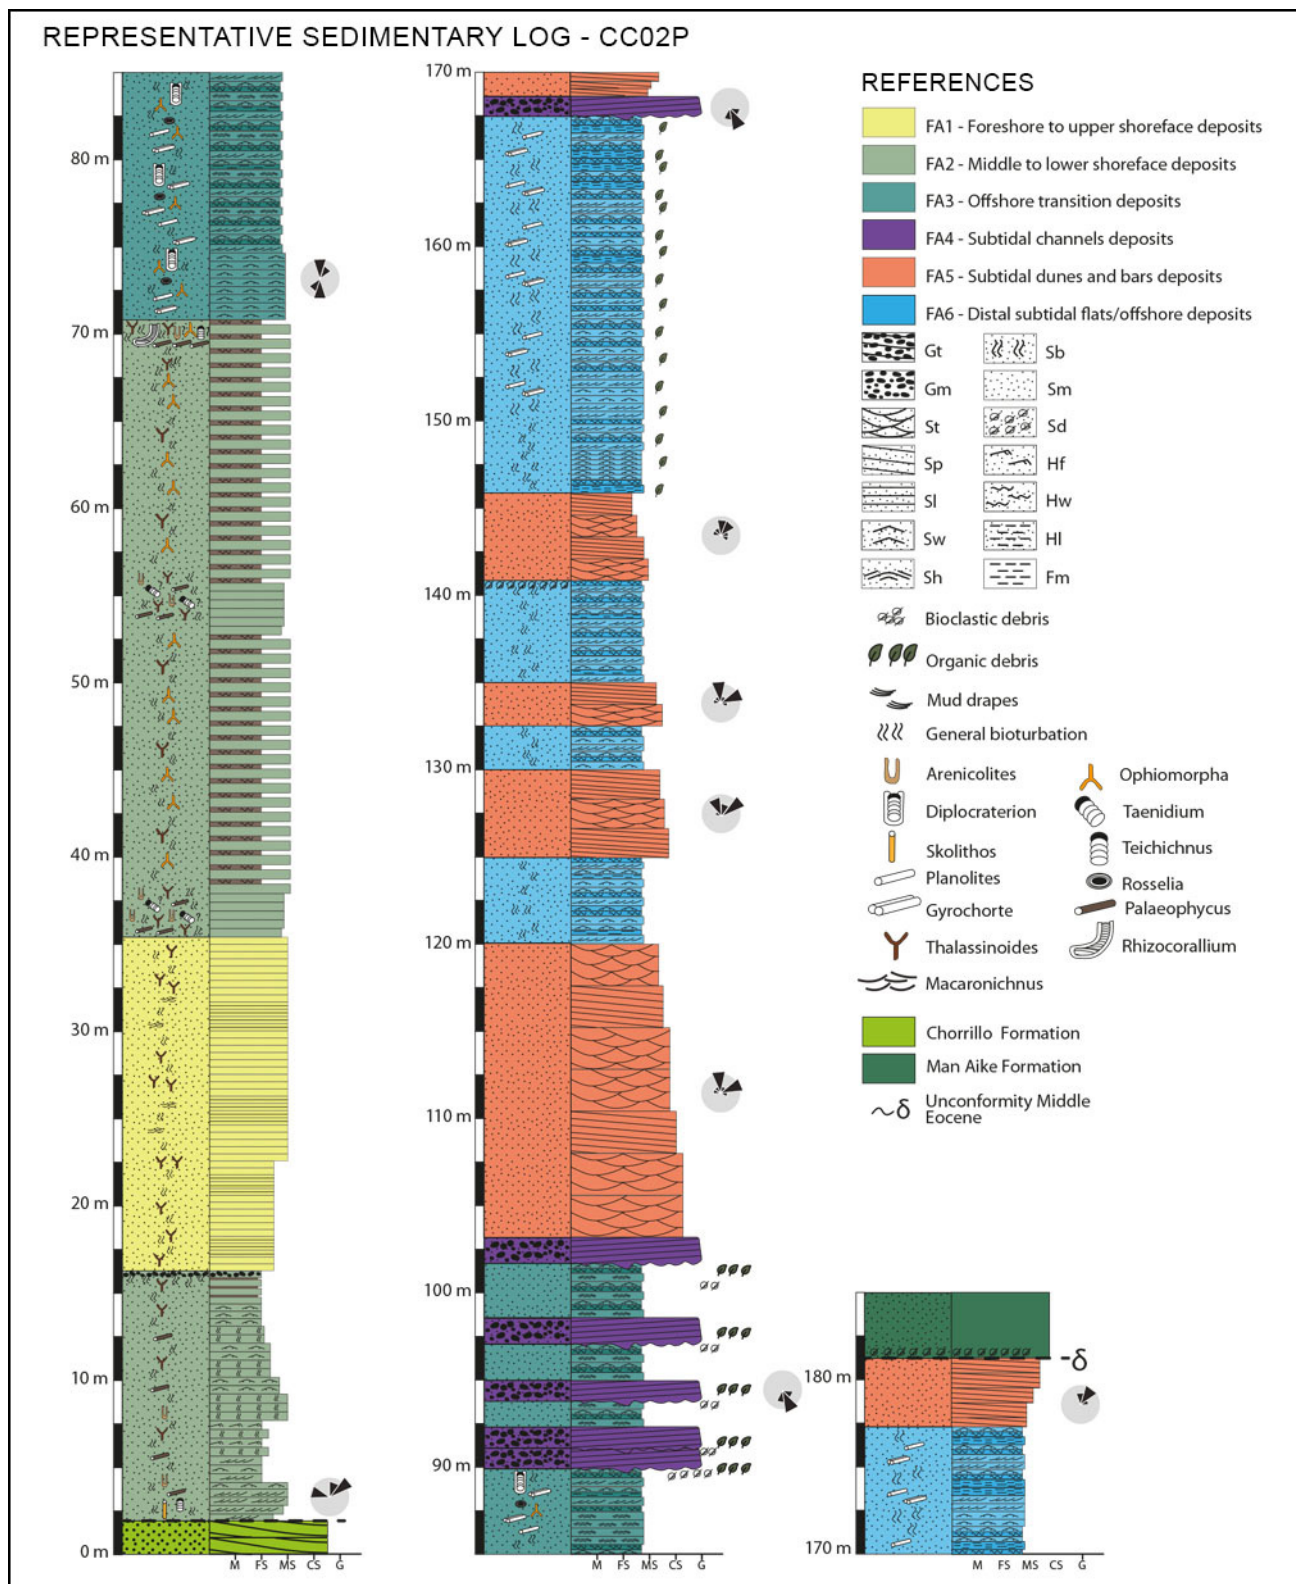 REPRESENTATIVE SEDIMENTARY LOG - CC02P
80 m
70 m
60 m
50 m
40 m
30 m
20 m
10 m
0 m
M FS MS CS G
170 m
160 m
150 m
140 m
130 m
120 m
110 m
100 m
90 m
M FS MS CS G
REFERENCES
FA1 - Foreshore to upper shoreface deposits
FA2 - Middle to lower shoreface deposits
FA3 - Offshore transition deposits
FA4 - Subtidal channels deposits
FA5 - Subtidal dunes and bars deposits
FA6 - Distal subtidal flats/offshore deposits
Gt Sb
Gm Sm
St Sd
Sp Hf
Sl Hw
Sw Hl
Sh Fm
Bioclastic debris
Organic debris
Mud drapes
General bioturbation
Arenicolites Ophiomorpha
Diplocraterion Taenidium
Skolithos Teichichnus
Planolites Rosselia
Gyrochorte Palaeophycus
Thalassinoides Rhizocorallium
Macaronichnus
Chorrillo Formation
Man Aike Formation
~δ Unconformity Middle
Eocene
δ
180 m
170 m
M FS MS CS G